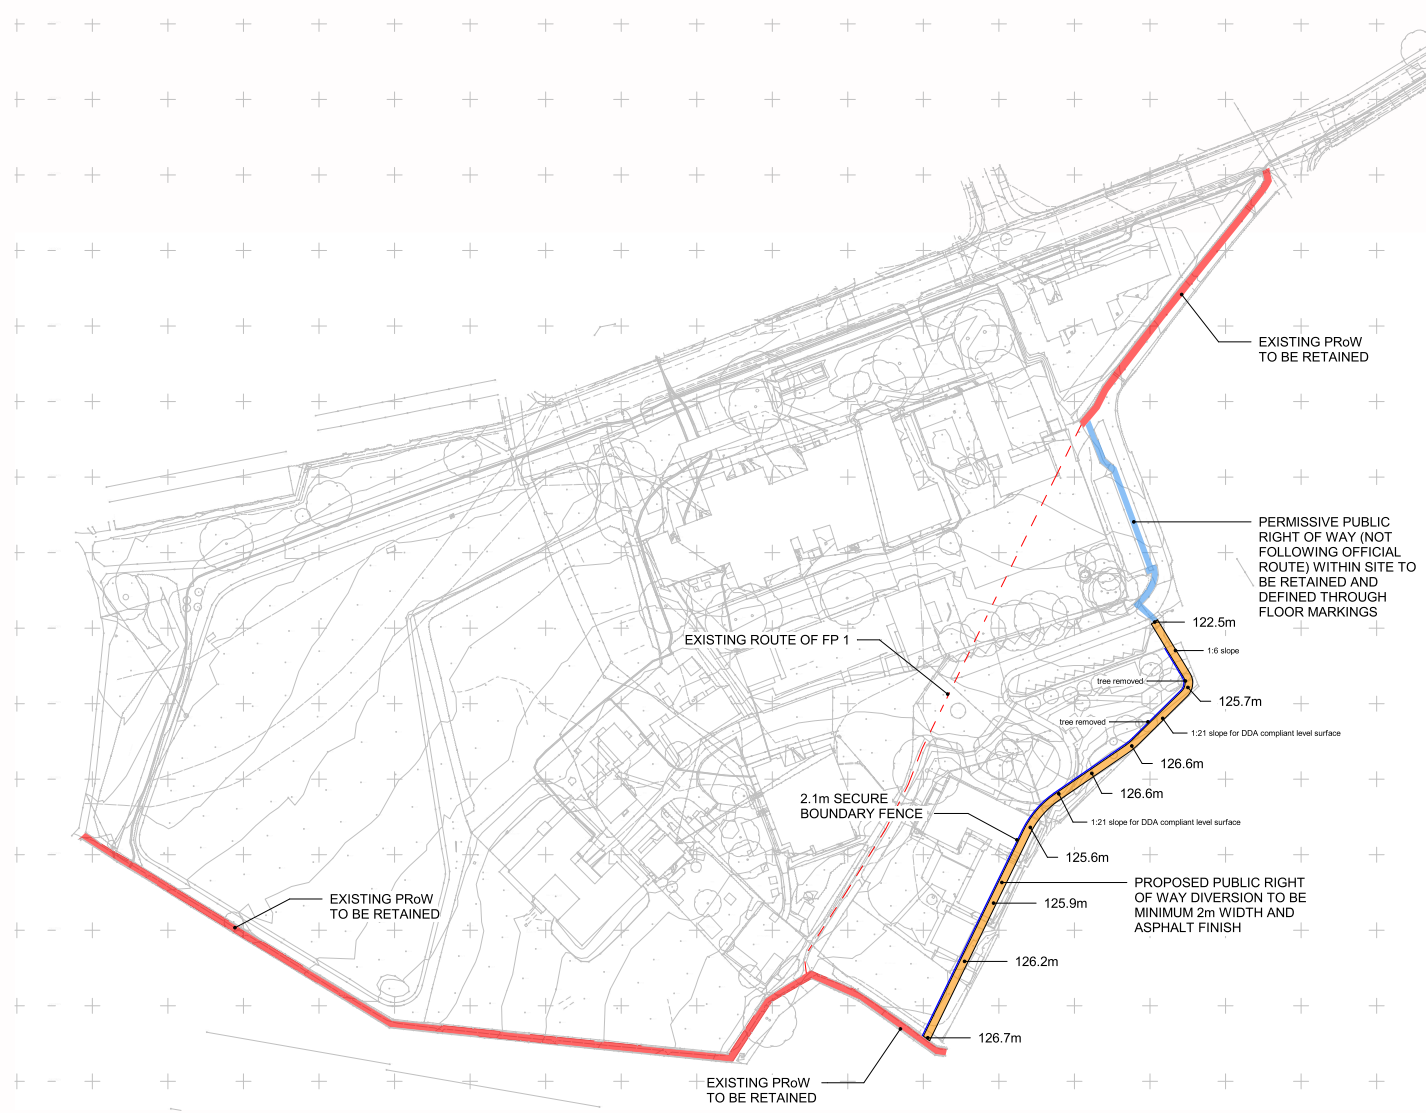 EXISTING PRoW
TO BE RETAINED
PERMISSIVE PUBLIC
RIGHT OF WAY (NOT
FOLLOWING OFFICIAL
ROUTE) WITHIN SITE TO
BE RETAINED AND
DEFINED THROUGH
FLOOR MARKINGS
122.5m
EXISTING ROUTE OF FP 1
1:6 slope
tree removed
125.7m
tree removed
1:21 slope for DDA compliant level surface
126.6m
126.6m
2.1m SECURE
BOUNDARY FENCE
1:21 slope for DDA compliant level surface
125.6m
PROPOSED PUBLIC RIGHT
OF WAY DIVERSION TO BE
MINIMUM 2m WIDTH AND
ASPHALT FINISH
125.9m
EXISTING PRoW
TO BE RETAINED
126.2m
126.7m
EXISTING PRoW
TO BE RETAINED